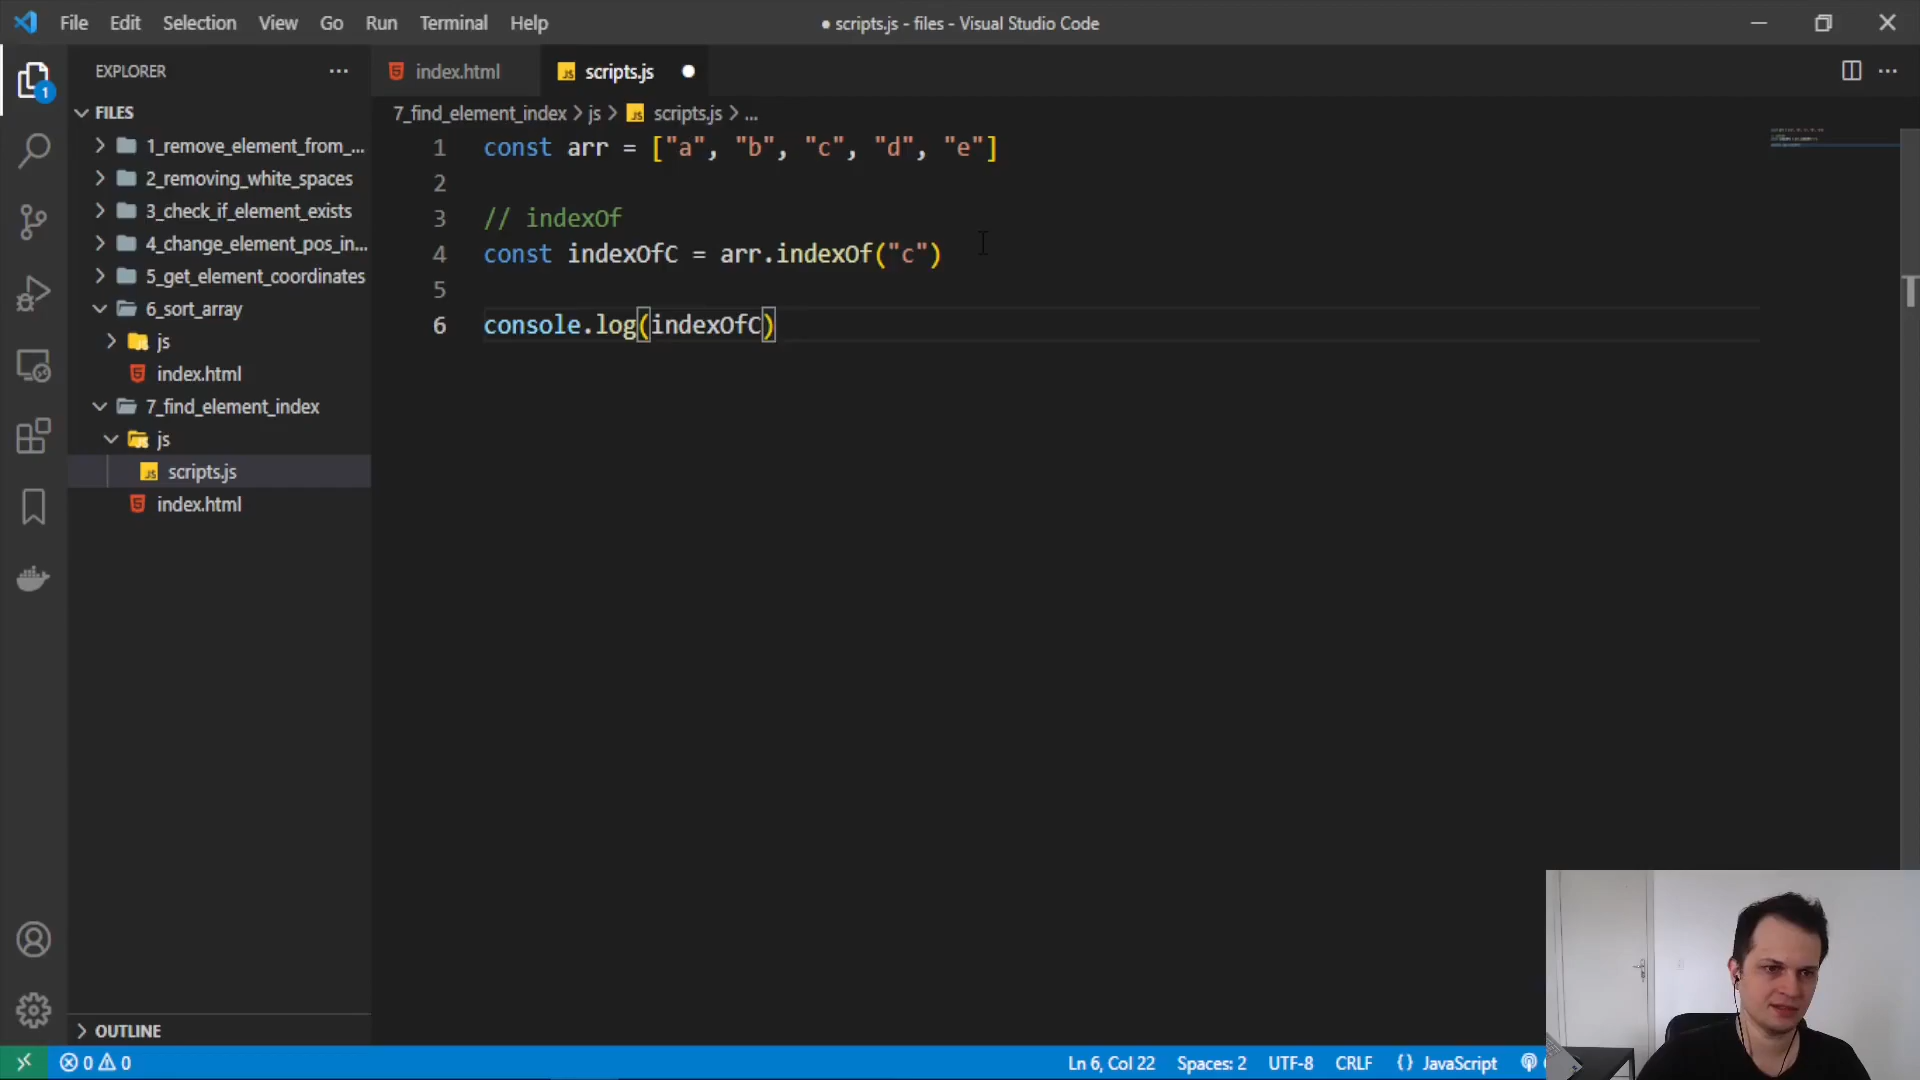 File Edit Selection View Go Run Terminal Help
● scripts.js - files - Visual Studio Code
EXPLORER
FILES
1_remove_element_from_...
2_removing_white_spaces
3_check_if_element_exists
4_change_element_pos_in...
5_get_element_coordinates
6_sort_array
js
index.html
7_find_element_index
js
scripts.js
index.html
OUTLINE
1
index.html scripts.js
7_find_element_index > js > scripts.js > ...
1 const arr = ["a", "b", "c", "d", "e"]
2
3 // indexOf
4 const indexOfC = arr.indexOf("c")
5
6 console.log(indexOfC)
0 0
Ln 6, Col 22 Spaces: 2 UTF-8 CRLF {} JavaScript